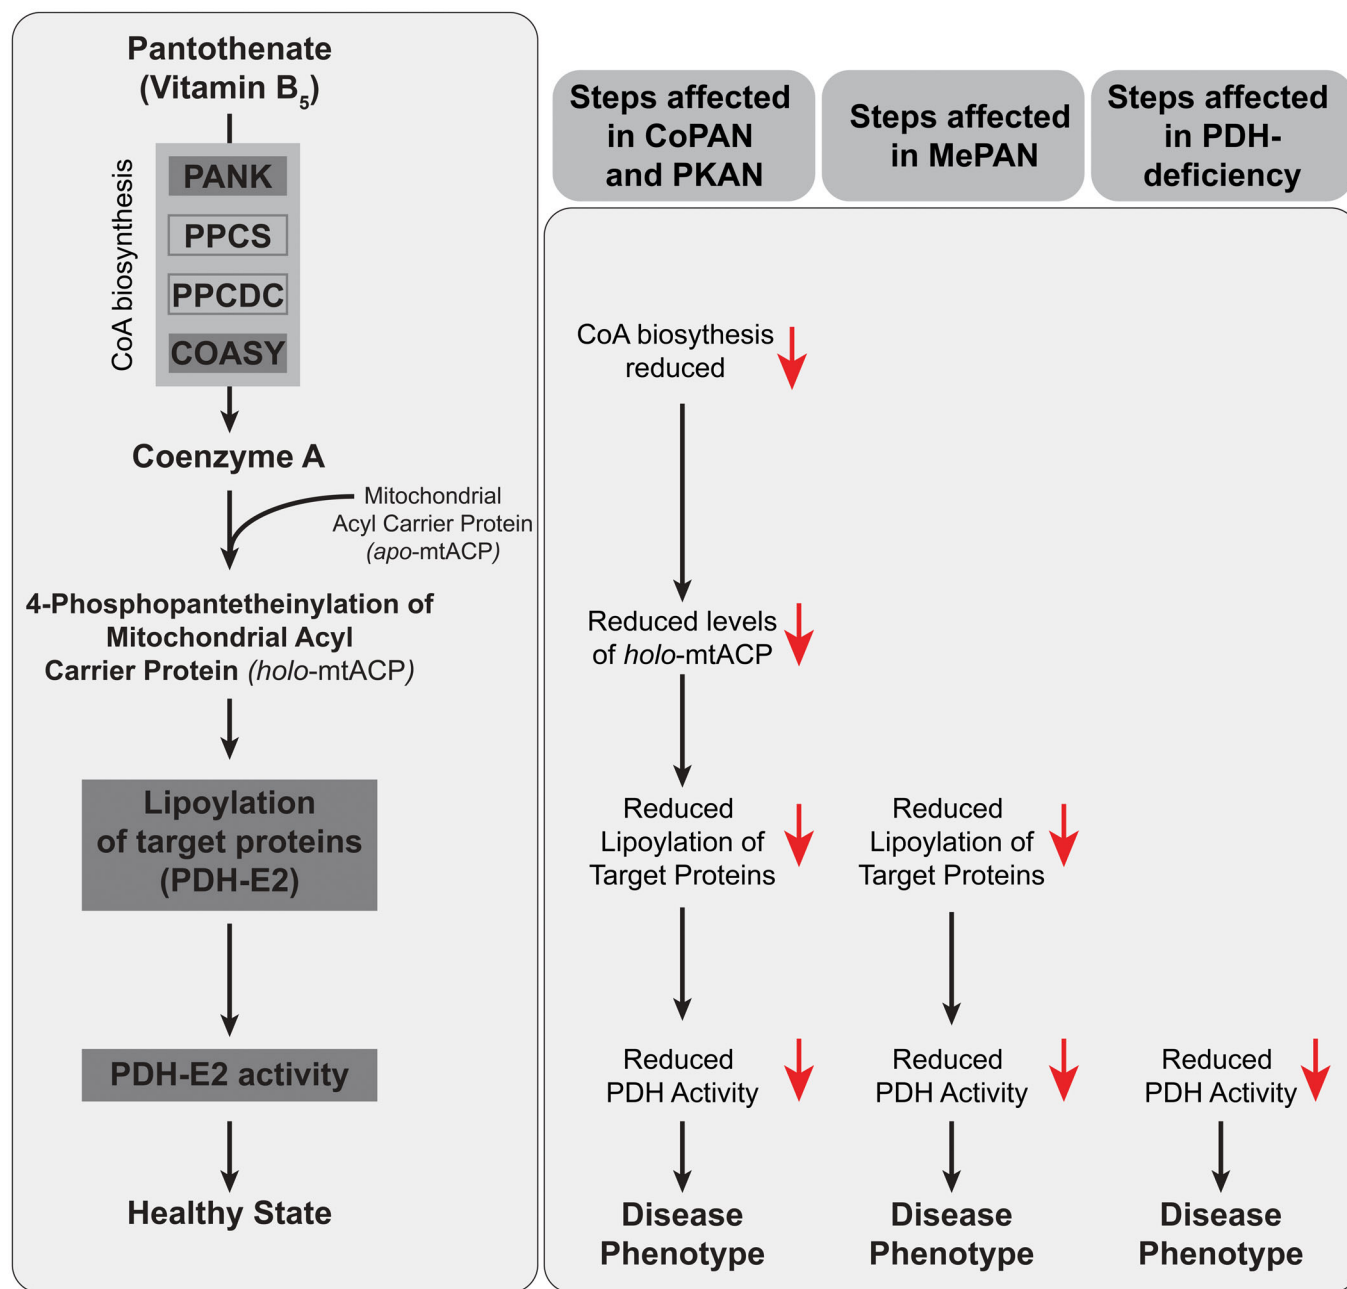 Pantothenate
(Vitamin B5)
CoA biosynthesis
PANK
PPCS
PPCDC
COASY
Coenzyme A
Mitochondrial
Acyl Carrier Protein
(apo-mtACP)
4-Phosphopantetheinylation of
Mitochondrial Acyl
Carrier Protein (holo-mtACP)
Lipoylation
of target proteins
(PDH-E2)
PDH-E2 activity
Healthy State
Steps affected
in CoPAN
and PKAN
CoA biosythesis
reduced
Reduced levels
of holo-mtACP
Reduced
Lipoylation of
Target Proteins
Reduced
PDH Activity
Disease
Phenotype
Steps affected
in MePAN
Reduced
Lipoylation of
Target Proteins
Reduced
PDH Activity
Disease
Phenotype
Steps affected
in PDH-
deficiency
Reduced
PDH Activity
Disease
Phenotype